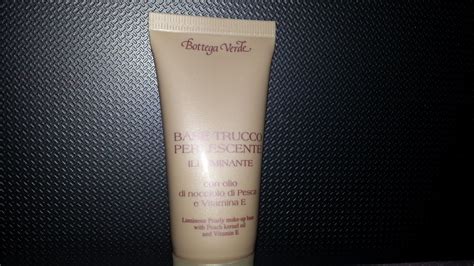 Bottega Verde
BASE TRUCCO
PERLESCENTE
ILLUMINANTE
con olio
di nocciolo di Pesca
e Vitamina E
Luminous Pearly make-up base
with Peach kernel oil
and Vitamin E